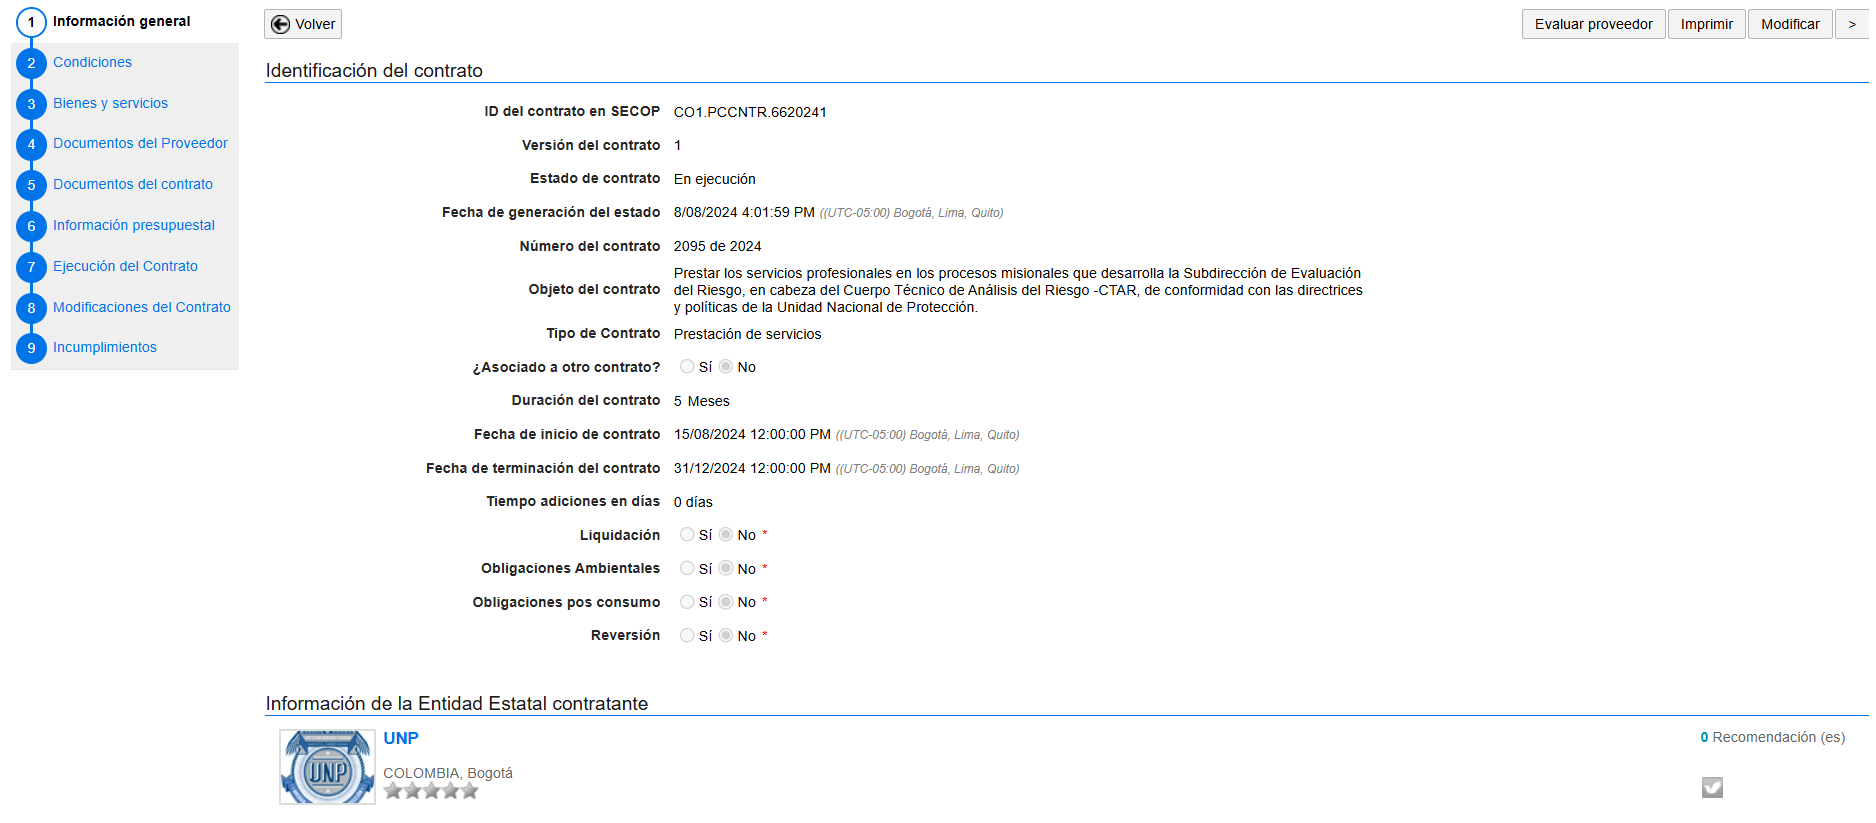 1 Información general
2 Condiciones
3 Bienes y servicios
4 Documentos del Proveedor
5 Documentos del contrato
6 Información presupuestal
7 Ejecución del Contrato
8 Modificaciones del Contrato
9 Incumplimientos
Volver
Evaluar proveedor Imprimir Modificar >
Identificación del contrato
ID del contrato en SECOP CO1.PCCNTR.6620241
Versión del contrato 1
Estado de contrato En ejecución
Fecha de generación del estado 8/08/2024 4:01:59 PM ((UTC-05:00) Bogotá, Lima, Quito)
Número del contrato 2095 de 2024
Objeto del contrato Prestar los servicios profesionales en los procesos misionales que desarrolla la Subdirección de Evaluación
del Riesgo, en cabeza del Cuerpo Técnico de Análisis del Riesgo -CTAR, de conformidad con las directrices
y políticas de la Unidad Nacional de Protección.
Tipo de Contrato Prestación de servicios
¿Asociado a otro contrato? Sí No
Duración del contrato 5 Meses
Fecha de inicio de contrato 15/08/2024 12:00:00 PM ((UTC-05:00) Bogotá, Lima, Quito)
Fecha de terminación del contrato 31/12/2024 12:00:00 PM ((UTC-05:00) Bogotá, Lima, Quito)
Tiempo adiciones en días 0 días
Liquidación Sí No *
Obligaciones Ambientales Sí No *
Obligaciones pos consumo Sí No *
Reversión Sí No *
Información de la Entidad Estatal contratante
UNP
UNP
COLOMBIA, Bogotá
0 Recomendación (es)